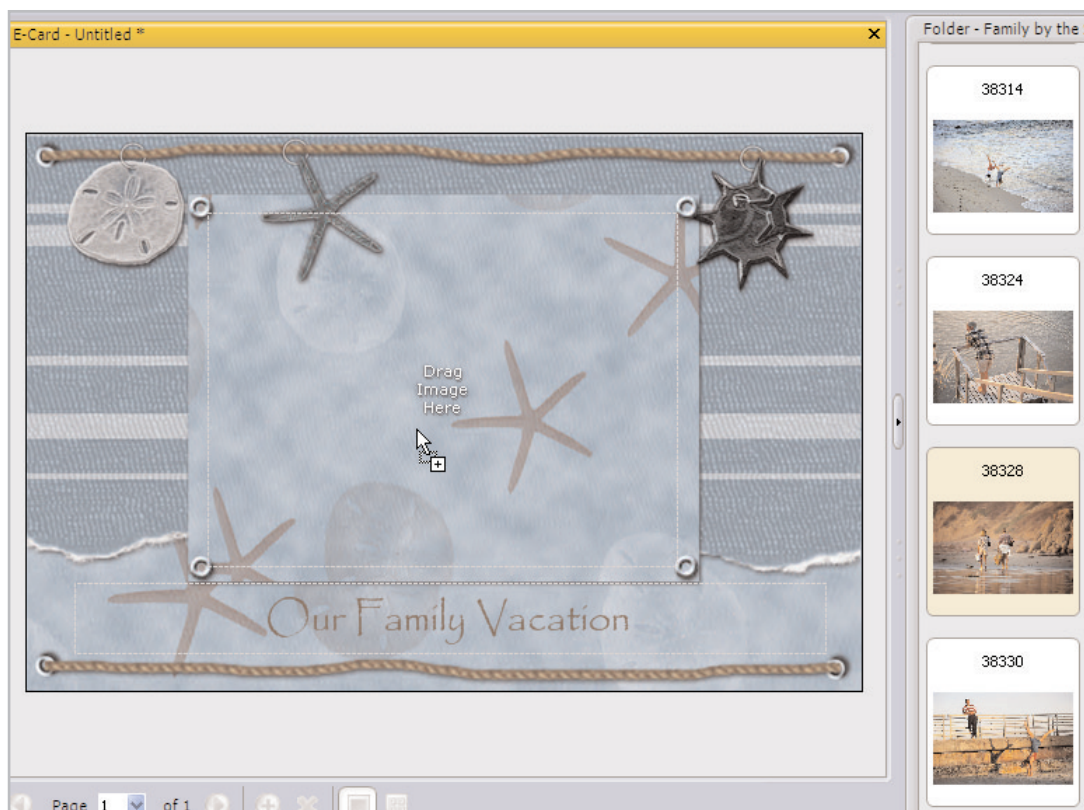 E-Card - Untitled *
Folder - Family by the
38314
38324
Drag
Image
Here
38328
Our Family Vacation
38330
Page 1 of 1